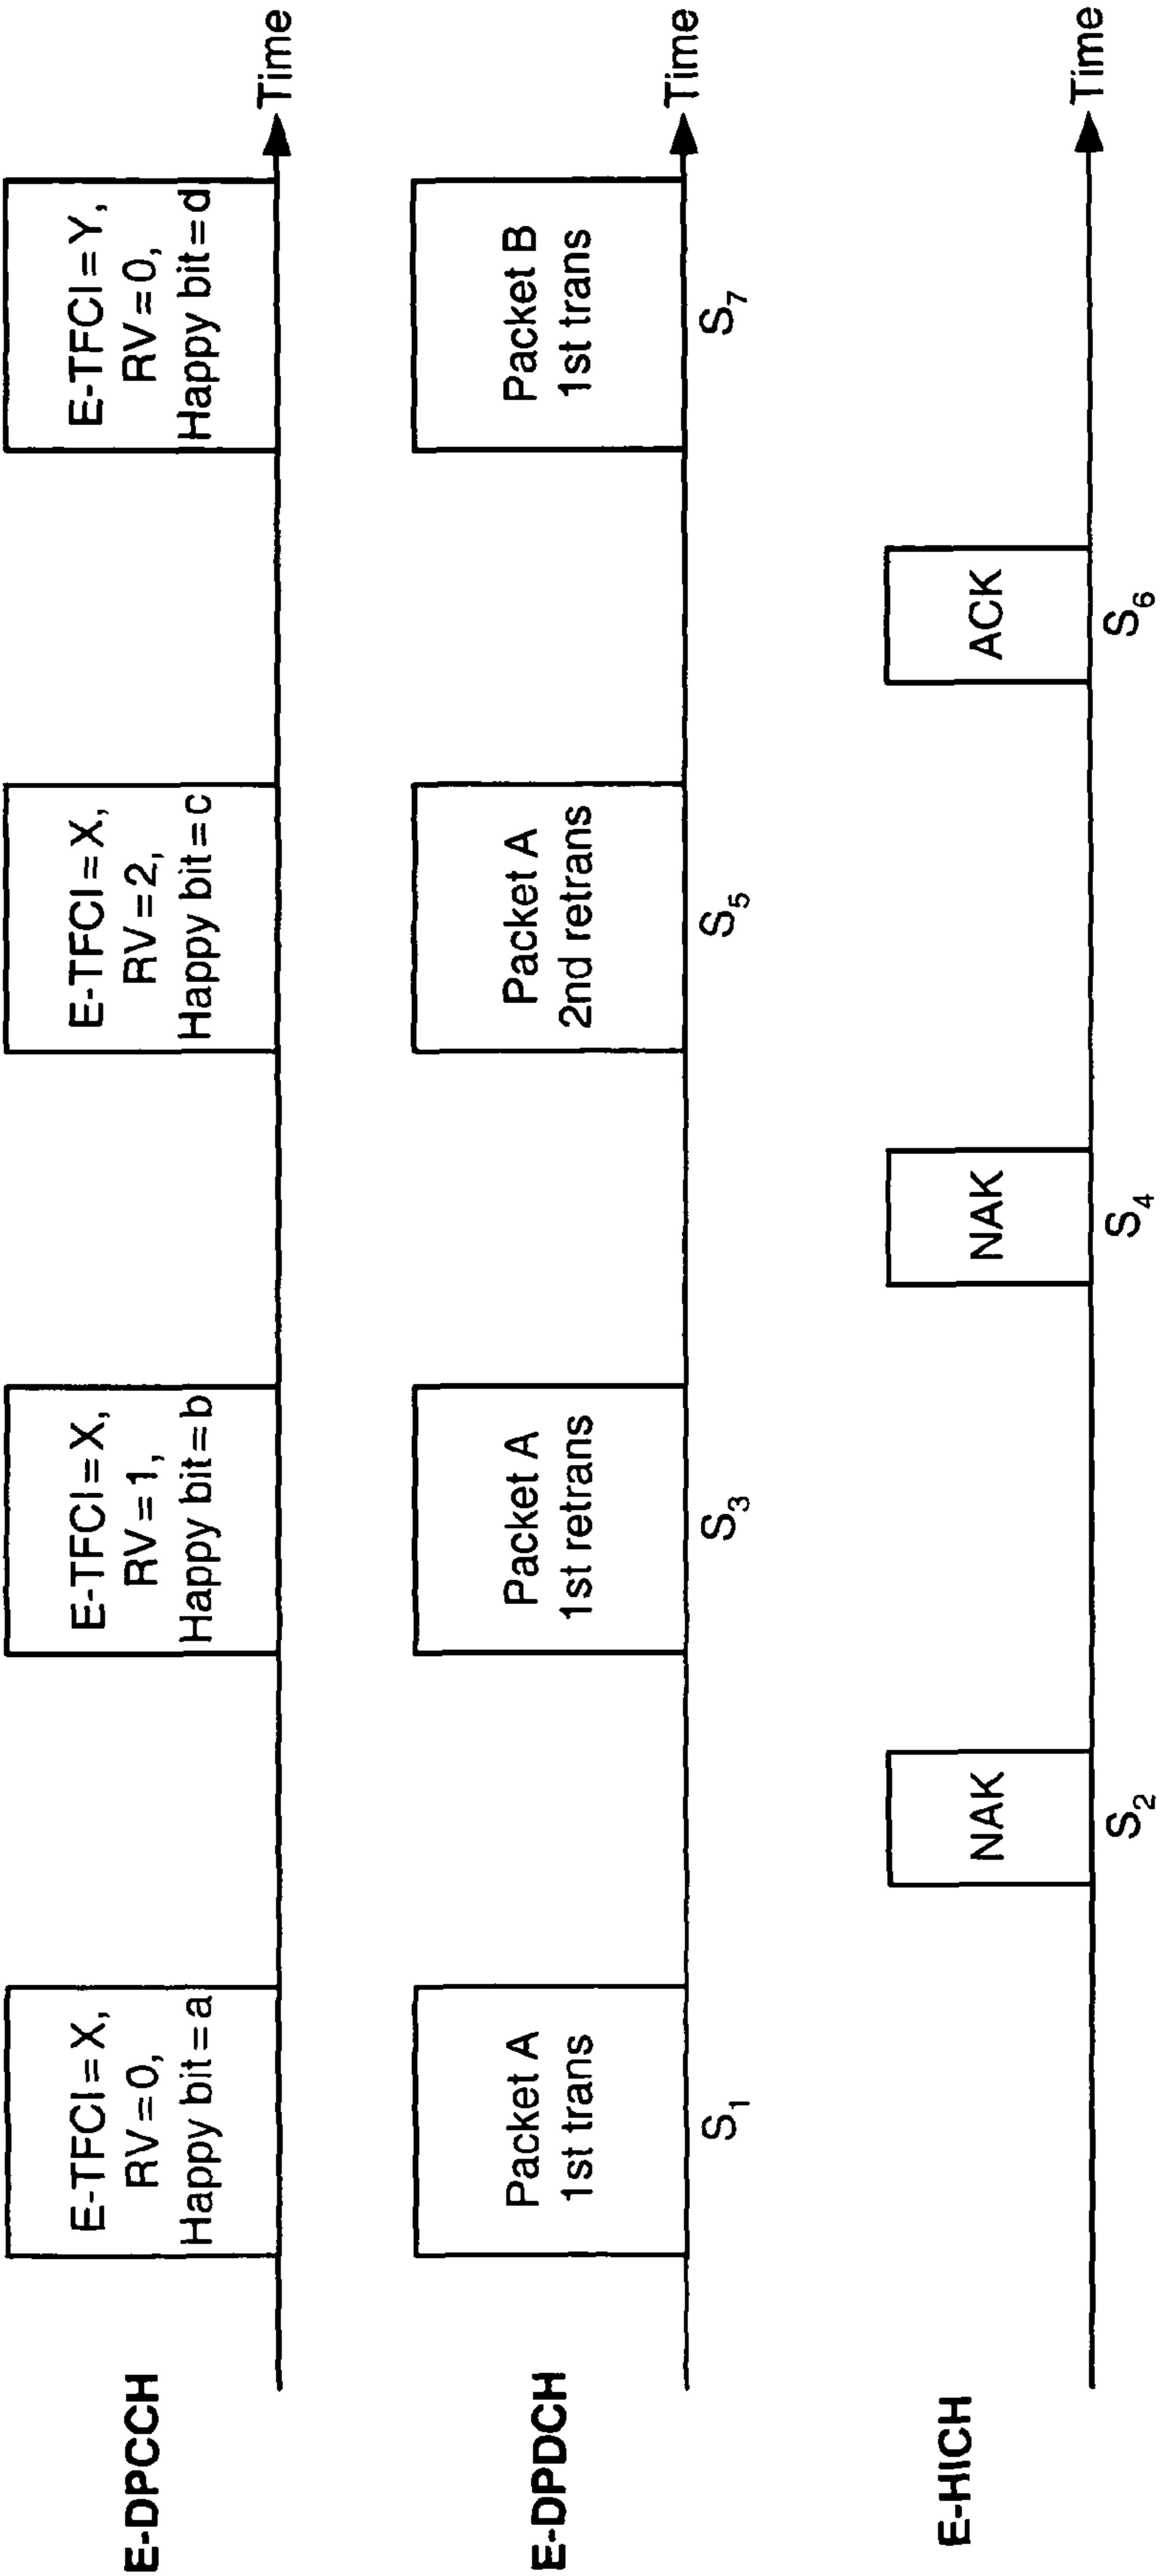 E-DPCCH
E-TFCI=X,
RV=0,
Happy bit=a
E-TFCI=X,
RV=1,
Happy bit=b
E-TFCI=X,
RV=2,
Happy bit=c
E-TFCI=Y,
RV=0,
Happy bit=d
Time
E-DPDCH
Packet A
1st trans
Packet A
1st retrans
Packet A
2nd retrans
Packet B
1st trans
Time
S1
S3
S5
S7
E-HICH
NAK
NAK
ACK
Time
S2
S4
S6